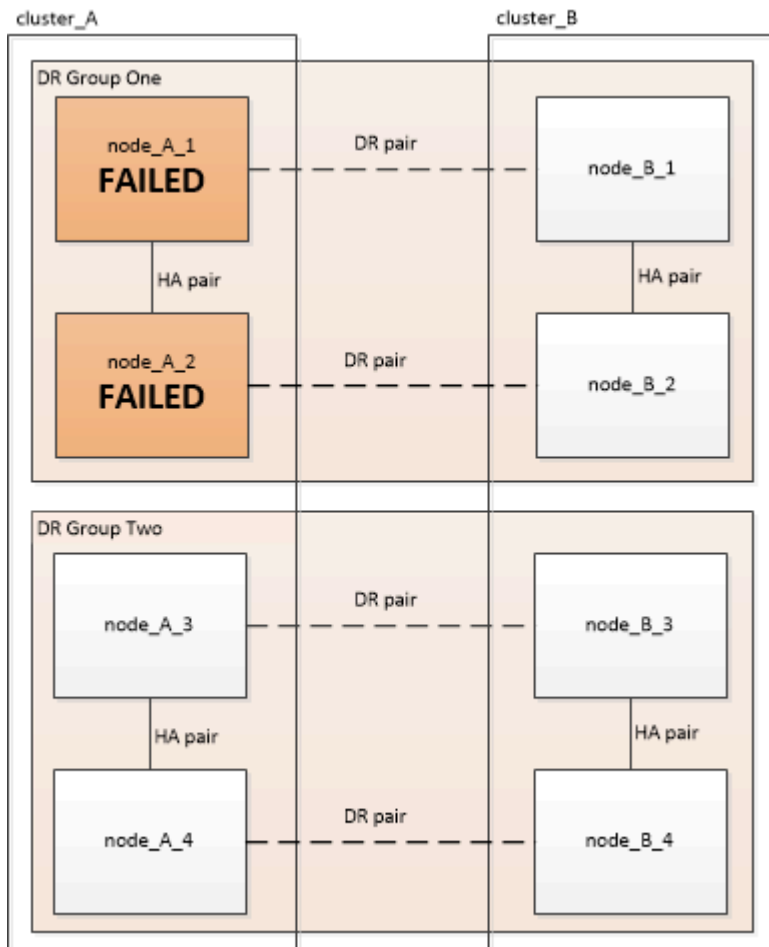 cluster_A
cluster_B
DR Group One
node_A_1
FAILED
DR pair
node_B_1
HA pair
HA pair
node_A_2
FAILED
DR pair
node_B_2
DR Group Two
node_A_3
DR pair
node_B_3
HA pair
HA pair
node_A_4
DR pair
node_B_4